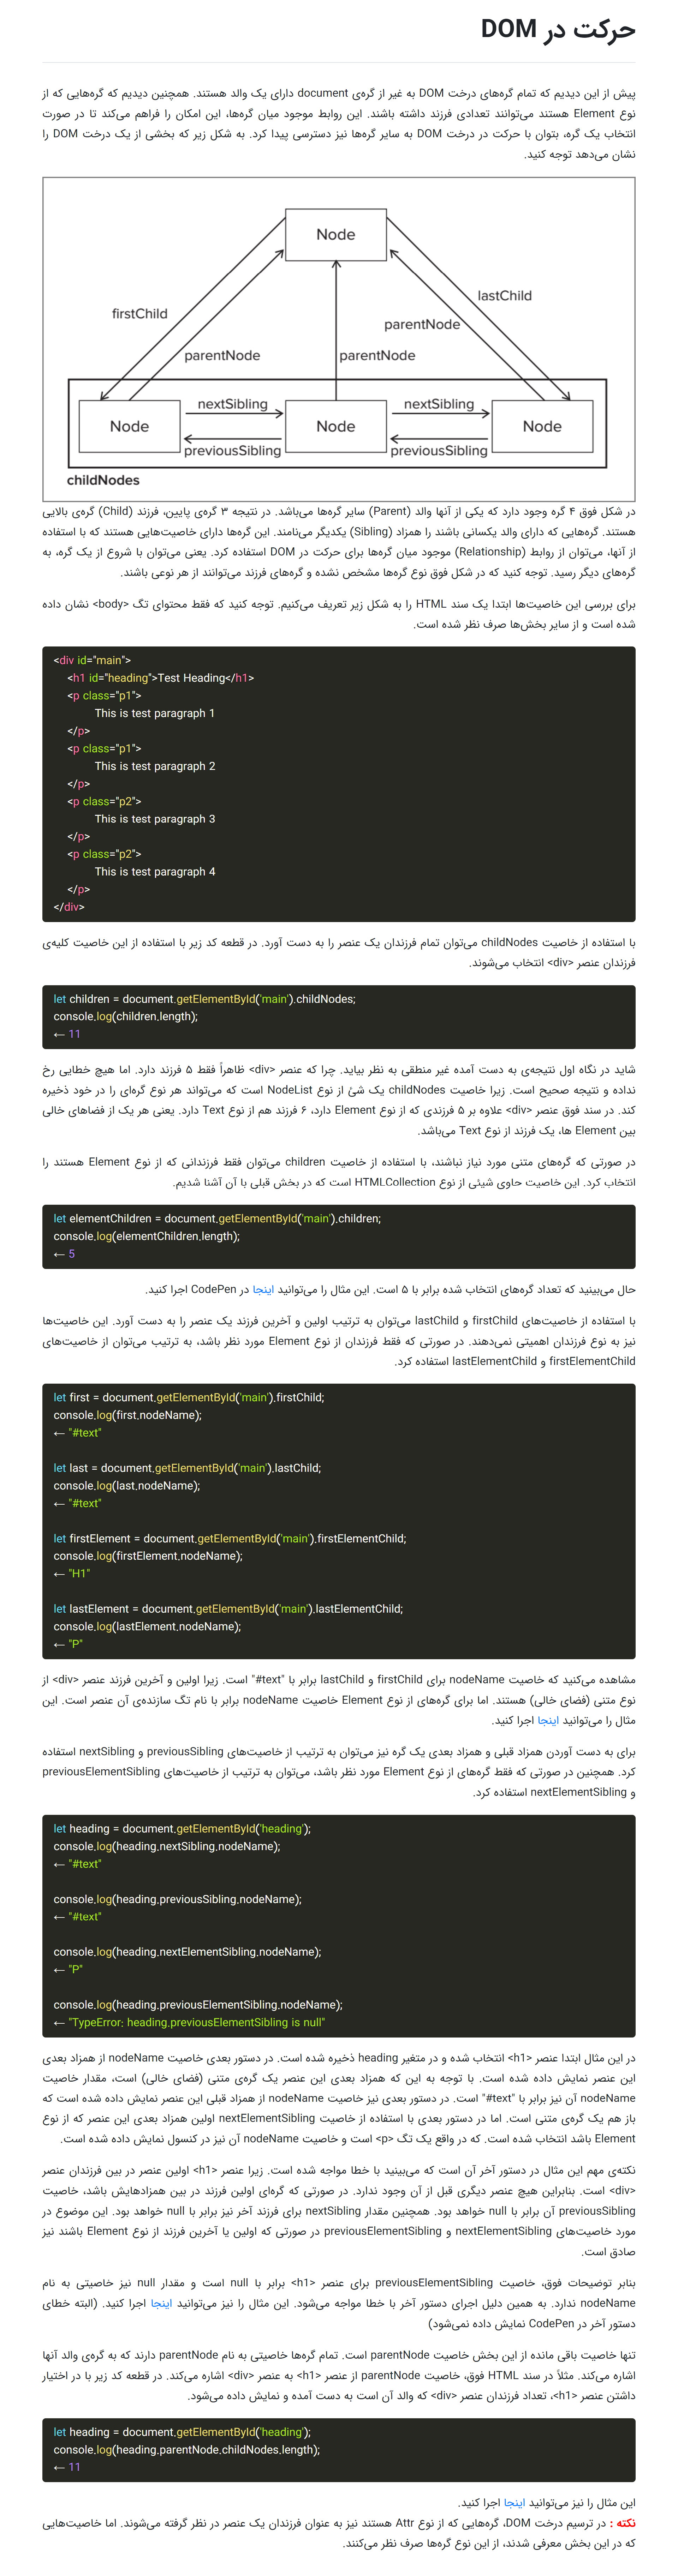 حرکت در DOM
پیش از این دیدیم که تمام گره‌های درخت DOM به غیر از گره‌ی document دارای یک والد هستند. همچنین دیدیم که گره‌هایی که از
نوع Element هستند می‌توانند تعدادی فرزند داشته باشند. این روابط موجود میان گره‌ها، این امکان را فراهم می‌کند تا در صورت
انتخاب یک گره، بتوان با حرکت در درخت DOM به سایر گره‌ها نیز دسترسی پیدا کرد. به شکل زیر که بخشی از یک درخت DOM را
نشان می‌دهد توجه کنید.
Node
firstChild
lastChild
parentNode
parentNode
parentNode
Node
nextSibling
previousSibling
Node
nextSibling
previousSibling
Node
childNodes
در شکل فوق ۴ گره وجود دارد که یکی از آنها والد (Parent) سایر گره‌ها می‌باشد. در نتیجه ۳ گره‌ی پایین، فرزند (Child) گره‌ی بالایی
هستند. گره‌هایی که دارای والد یکسانی باشند را همزاد (Sibling) یکدیگر می‌نامند. این گره‌ها دارای خاصیت‌هایی هستند که با استفاده
از آنها، می‌توان از روابط (Relationship) موجود میان گره‌ها برای حرکت در DOM استفاده کرد. یعنی می‌توان با شروع از یک گره، به
گره‌های دیگر رسید. توجه کنید که در شکل فوق نوع گره‌ها مشخص نشده و گره‌های فرزند می‌توانند از هر نوعی باشند.
برای بررسی این خاصیت‌ها ابتدا یک سند HTML را به شکل زیر تعریف می‌کنیم. توجه کنید که فقط محتوای تگ <body> نشان داده
شده است و از سایر بخش‌ها صرف نظر شده است.
<div id="main">
<h1 id="heading">Test Heading</h1>
<p class="p1">
This is test paragraph 1
</p>
<p class="p1">
This is test paragraph 2
</p>
<p class="p2">
This is test paragraph 3
</p>
<p class="p2">
This is test paragraph 4
</p>
</div>
با استفاده از خاصیت childNodes می‌توان تمام فرزندان یک عنصر را به دست آورد. در قطعه کد زیر با استفاده از این خاصیت کلیه‌ی
فرزندان عنصر <div> انتخاب می‌شوند.
let children = document.getElementById('main').childNodes;
console.log(children.length);
← 11
شاید در نگاه اول نتیجه‌ی به دست آمده غیر منطقی به نظر بیاید. چرا که عنصر <div> ظاهراً فقط ۵ فرزند دارد. اما هیچ خطایی رخ
نداده و نتیجه صحیح است. زیرا خاصیت childNodes یک شئ از نوع NodeList است که می‌تواند هر نوع گره‌ای را در خود ذخیره
کند. در سند فوق عنصر <div> علاوه بر ۵ فرزندی که از نوع Element دارد، ۶ فرزند هم از نوع Text دارد. یعنی هر یک از فضاهای خالی
بین Element ها، یک فرزند از نوع Text می‌باشد.
در صورتی که گره‌های متنی مورد نیاز نباشند، با استفاده از خاصیت children می‌توان فقط فرزندانی که از نوع Element هستند را
انتخاب کرد. این خاصیت حاوی شیئی از نوع HTMLCollection است که در بخش قبلی با آن آشنا شدیم.
let elementChildren = document.getElementById('main').children;
console.log(elementChildren.length);
← 5
حال می‌بینید که تعداد گره‌های انتخاب شده برابر با ۵ است. این مثال را می‌توانید اینجا در CodePen اجرا کنید.
با استفاده از خاصیت‌های firstChild و lastChild می‌توان به ترتیب اولین و آخرین فرزند یک عنصر را به دست آورد. این خاصیت‌ها
نیز به نوع فرزندان اهمیتی نمی‌دهند. در صورتی که فقط فرزندان از نوع Element مورد نظر باشد، به ترتیب می‌توان از خاصیت‌های
firstElementChild و lastElementChild استفاده کرد.
let first = document.getElementById('main').firstChild;
console.log(first.nodeName);
← "#text"
let last = document.getElementById('main').lastChild;
console.log(last.nodeName);
← "#text"
let firstElement = document.getElementById('main').firstElementChild;
console.log(firstElement.nodeName);
← "H1"
let lastElement = document.getElementById('main').lastElementChild;
console.log(lastElement.nodeName);
← "P"
مشاهده می‌کنید که خاصیت nodeName برای firstChild و lastChild برابر با "text#" است. زیرا اولین و آخرین فرزند عنصر <div> از
نوع متنی (فضای خالی) هستند. اما برای گره‌های از نوع Element خاصیت nodeName برابر با نام تگ سازنده‌ی آن عنصر است. این
مثال را می‌توانید اینجا اجرا کنید.
برای به دست آوردن همزاد قبلی و همزاد بعدی یک گره نیز می‌توان به ترتیب از خاصیت‌های previousSibling و nextSibling استفاده
کرد. همچنین در صورتی که فقط گره‌های از نوع Element مورد نظر باشد، می‌توان به ترتیب از خاصیت‌های previousElementSibling
و nextElementSibling استفاده کرد.
let heading = document.getElementById('heading');
console.log(heading.nextSibling.nodeName);
← "#text"
console.log(heading.previousSibling.nodeName);
← "#text"
console.log(heading.nextElementSibling.nodeName);
← "P"
console.log(heading.previousElementSibling.nodeName);
← "TypeError: heading.previousElementSibling is null"
در این مثال ابتدا عنصر <h1> انتخاب شده و در متغیر heading ذخیره شده است. در دستور بعدی خاصیت nodeName از همزاد بعدی
این عنصر نمایش داده شده است. با توجه به این که همزاد بعدی این عنصر یک گره‌ی متنی (فضای خالی) است، مقدار خاصیت
nodeName آن نیز برابر با "text#" است. در دستور بعدی نیز خاصیت nodeName از همزاد قبلی این عنصر نمایش داده شده است که
باز هم یک گره‌ی متنی است. اما در دستور بعدی با استفاده از خاصیت nextElementSibling اولین همزاد بعدی این عنصر که از نوع
Element باشد انتخاب شده است. که در واقع یک تگ <p> است و خاصیت nodeName آن نیز در کنسول نمایش داده شده است.
نکته‌ی مهم این مثال در دستور آخر آن است که می‌بینید با خطا مواجه شده است. زیرا عنصر <h1> اولین عنصر در بین فرزندان عنصر
<div> است. بنابراین هیچ عنصر دیگری قبل از آن وجود ندارد. در صورتی که گره‌ای اولین فرزند در بین همزادهایش باشد، خاصیت
previousSibling آن برابر با null خواهد بود. همچنین مقدار nextSibling برای فرزند آخر نیز برابر با null خواهد بود. این موضوع در
مورد خاصیت‌های nextElementSibling و previousElementSibling در صورتی که اولین یا آخرین فرزند از نوع Element باشند نیز
صادق است.
بنابر توضیحات فوق، خاصیت previousElementSibling برای عنصر <h1> برابر با null است و مقدار null نیز خاصیتی به نام
nodeName ندارد. به همین دلیل اجرای دستور آخر با خطا مواجه می‌شود. این مثال را نیز می‌توانید اینجا اجرا کنید. (البته خطای
دستور آخر در CodePen نمایش داده نمی‌شود)
تنها خاصیت باقی مانده از این بخش خاصیت parentNode است. تمام گره‌ها خاصیتی به نام parentNode دارند که به گره‌ی والد آنها
اشاره می‌کند. مثلاً در سند HTML فوق، خاصیت parentNode از عنصر <h1> به عنصر <div> اشاره می‌کند. در قطعه کد زیر با در اختیار
داشتن عنصر <h1>، تعداد فرزندان عنصر <div> که والد آن است به دست آمده و نمایش داده می‌شود.
let heading = document.getElementById('heading');
console.log(heading.parentNode.childNodes.length);
← 11
این مثال را نیز می‌توانید اینجا اجرا کنید.
نکته : در ترسیم درخت DOM، گره‌هایی که از نوع Attr هستند نیز به عنوان فرزندان یک عنصر در نظر گرفته می‌شوند. اما خاصیت‌هایی
که در این بخش معرفی شدند، از این نوع گره‌ها صرف نظر می‌کنند.